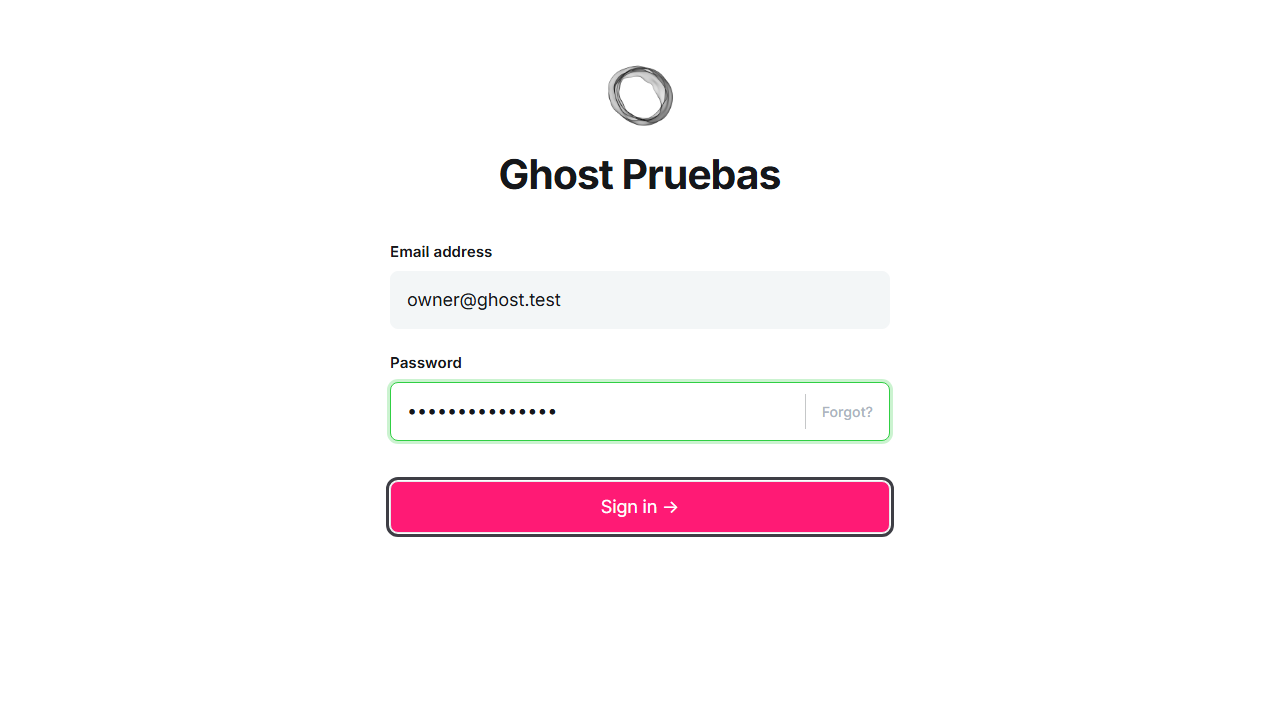 Ghost Pruebas
Email address
owner@ghost.test
Password
•••••••••••••••
Forgot?
Sign in →